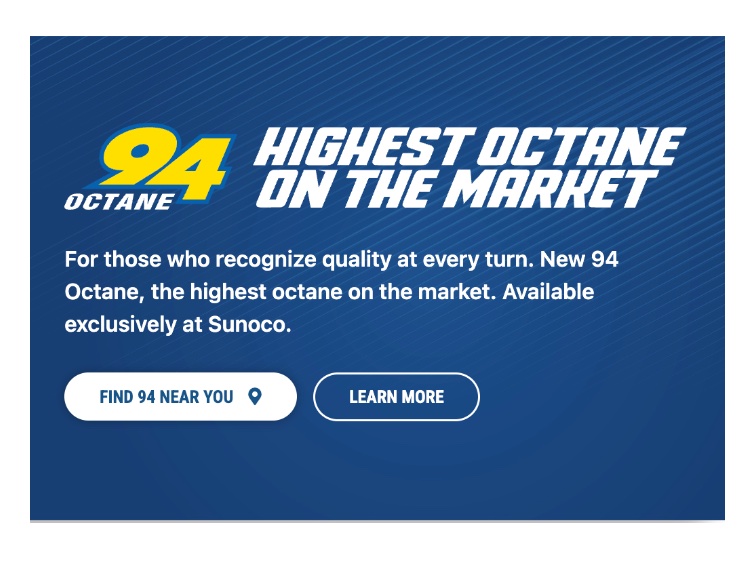 94
OCTANE
HIGHEST OCTANE
ON THE MARKET
For those who recognize quality at every turn. New 94
Octane, the highest octane on the market. Available
exclusively at Sunoco.
FIND 94 NEAR YOU
LEARN MORE